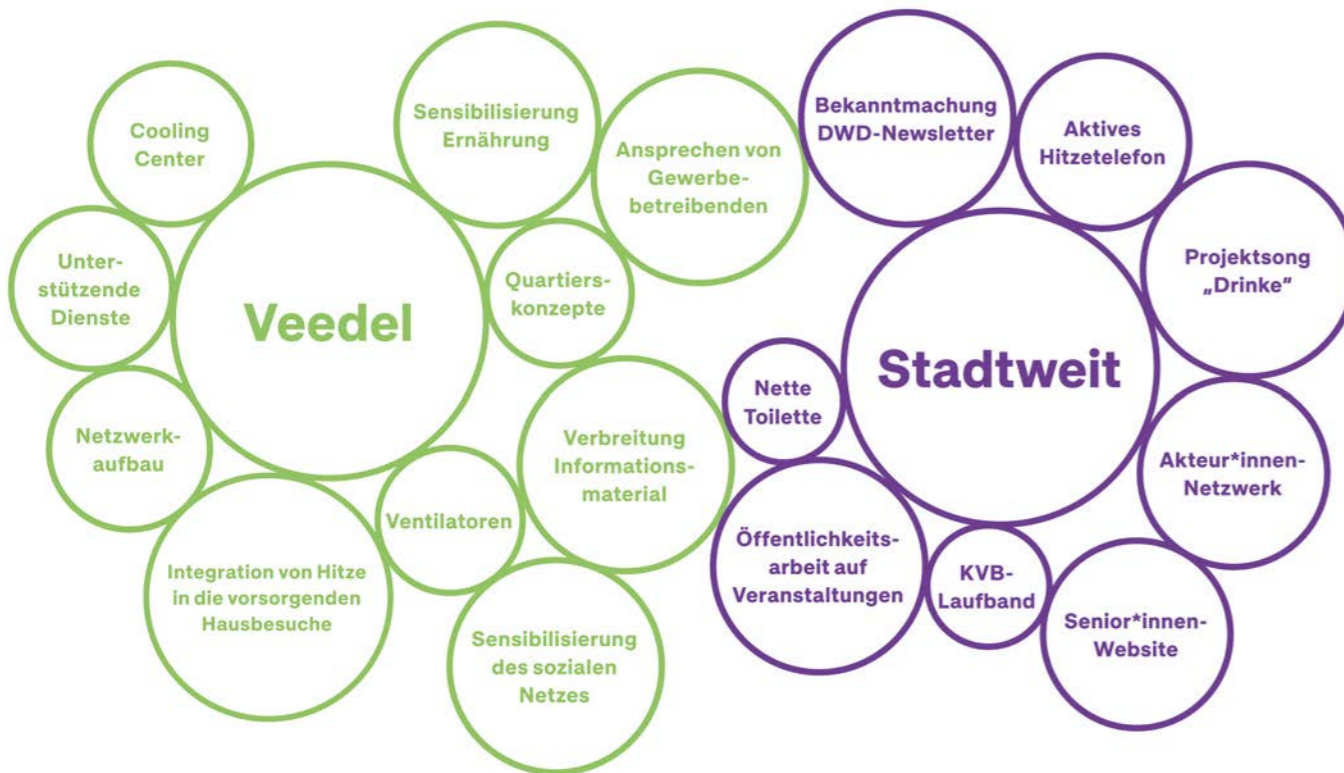 Cooling
Center
Sensibilisierung
Ernährung
Ansprechen von
Gewerbe-
betreibenden
Unter-
stützende
Dienste
Veedel
Quartiers-
konzepte
Netzwerk-
aufbau
Verbreitung
Informations-
material
Ventilatoren
Integration von Hitze
in die vorsorgenden
Hausbesuche
Sensibilisierung
des sozialen
Netzes
Bekanntmachung
DWD-Newsletter
Aktives
Hitzetelefon
Projektsong
„Drinke“
Stadtweit
Nette
Toilette
Akteur*innen-
Netzwerk
Öffentlichkeits-
arbeit auf
Veranstaltungen
KVB-
Laufband
Senior*innen-
Website